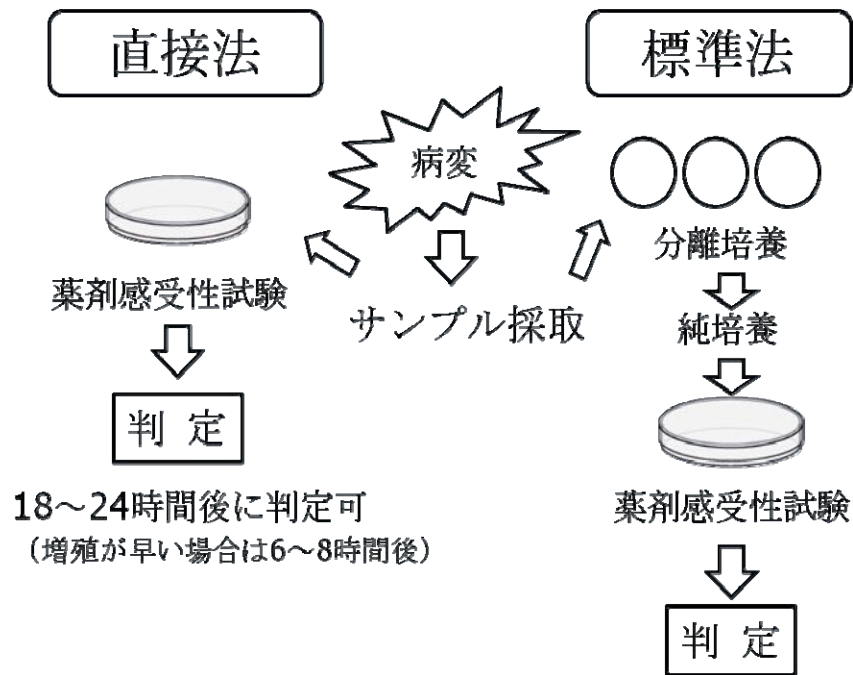 直接法
標準法
病変
サンプル採取
薬剤感受性試験
判 定
18～24時間後に判定可
（増殖が早い場合は6～8時間後）
分離培養
純培養
薬剤感受性試験
判 定